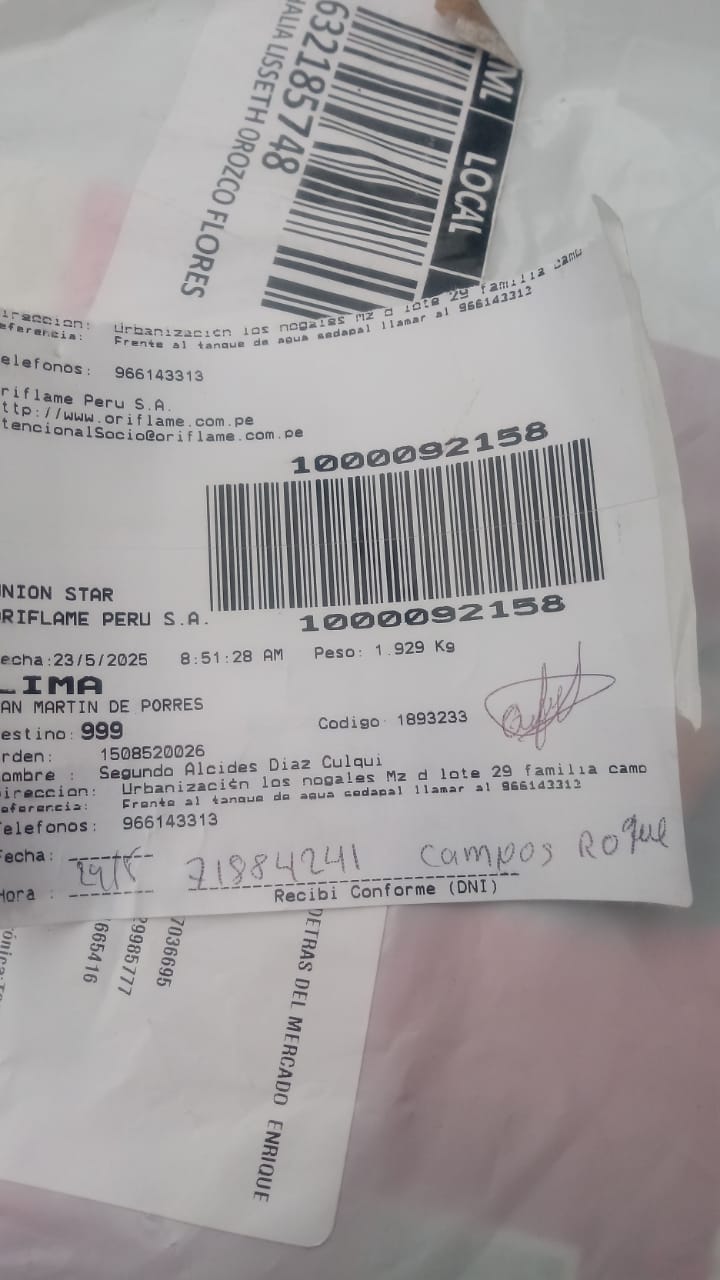 ML LOCAL
632185748
ALIA LISSETH OROZCO FLORES
ireccion: Urbanización los nogales Mz d lote 29 familia camo
eferencia: Frente al tanque de agua sedapal llamar al 966143313
elefonos: 966143313
riflame Peru S.A.
ttp://www.oriflame.com.pe
tencionalSocio@oriflame.com.pe
1000092158
1000092158
NION STAR
ORIFLAME PERU S.A.
echa:23/5/2025 8:51:28 AM Peso: 1.929 Kg
LIMA
AN MARTIN DE PORRES
estino: 999 Codigo: 1893233
rden: 1508520026
ombre : Segundo Alcides Diaz Culqui
ireccion: Urbanización los nogales Mz d lote 29 familia camo
eferencia: Frente al tanque de agua sedapal llamar al 966143313
elefonos: 966143313
Fecha: 71884241 Campos Roque
Hora : Recibi Conforme (DNI)
665416
99985777
7036695
DETRAS DEL MERCADO ENRIQUE